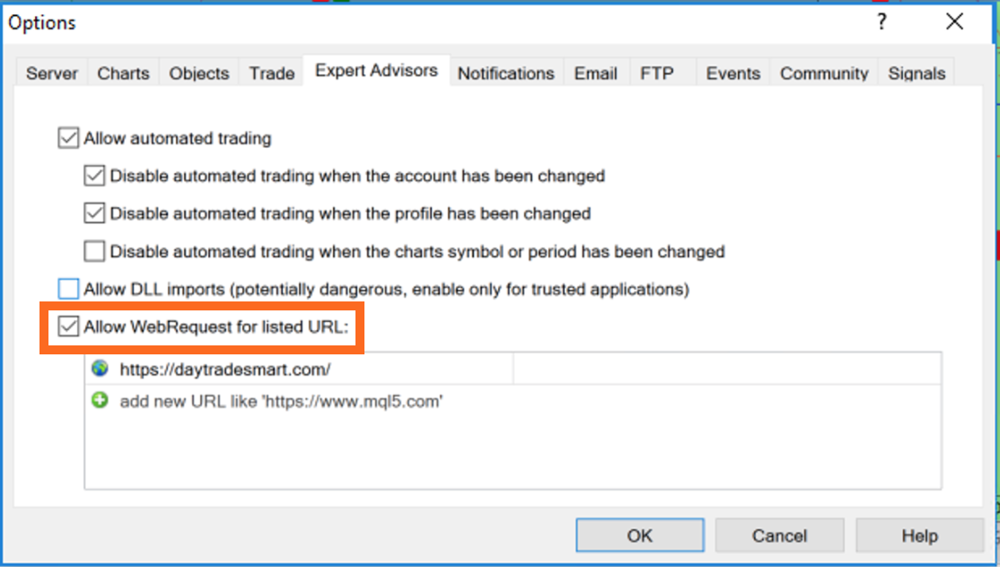 Options
?
Server Charts Objects Trade Expert Advisors Notifications Email FTP Events Community Signals
Allow automated trading
Disable automated trading when the account has been changed
Disable automated trading when the profile has been changed
Disable automated trading when the charts symbol or period has been changed
Allow DLL imports (potentially dangerous, enable only for trusted applications)
Allow WebRequest for listed URL:
https://daytradesmart.com/
add new URL like 'https://www.mql5.com'
OK Cancel Help